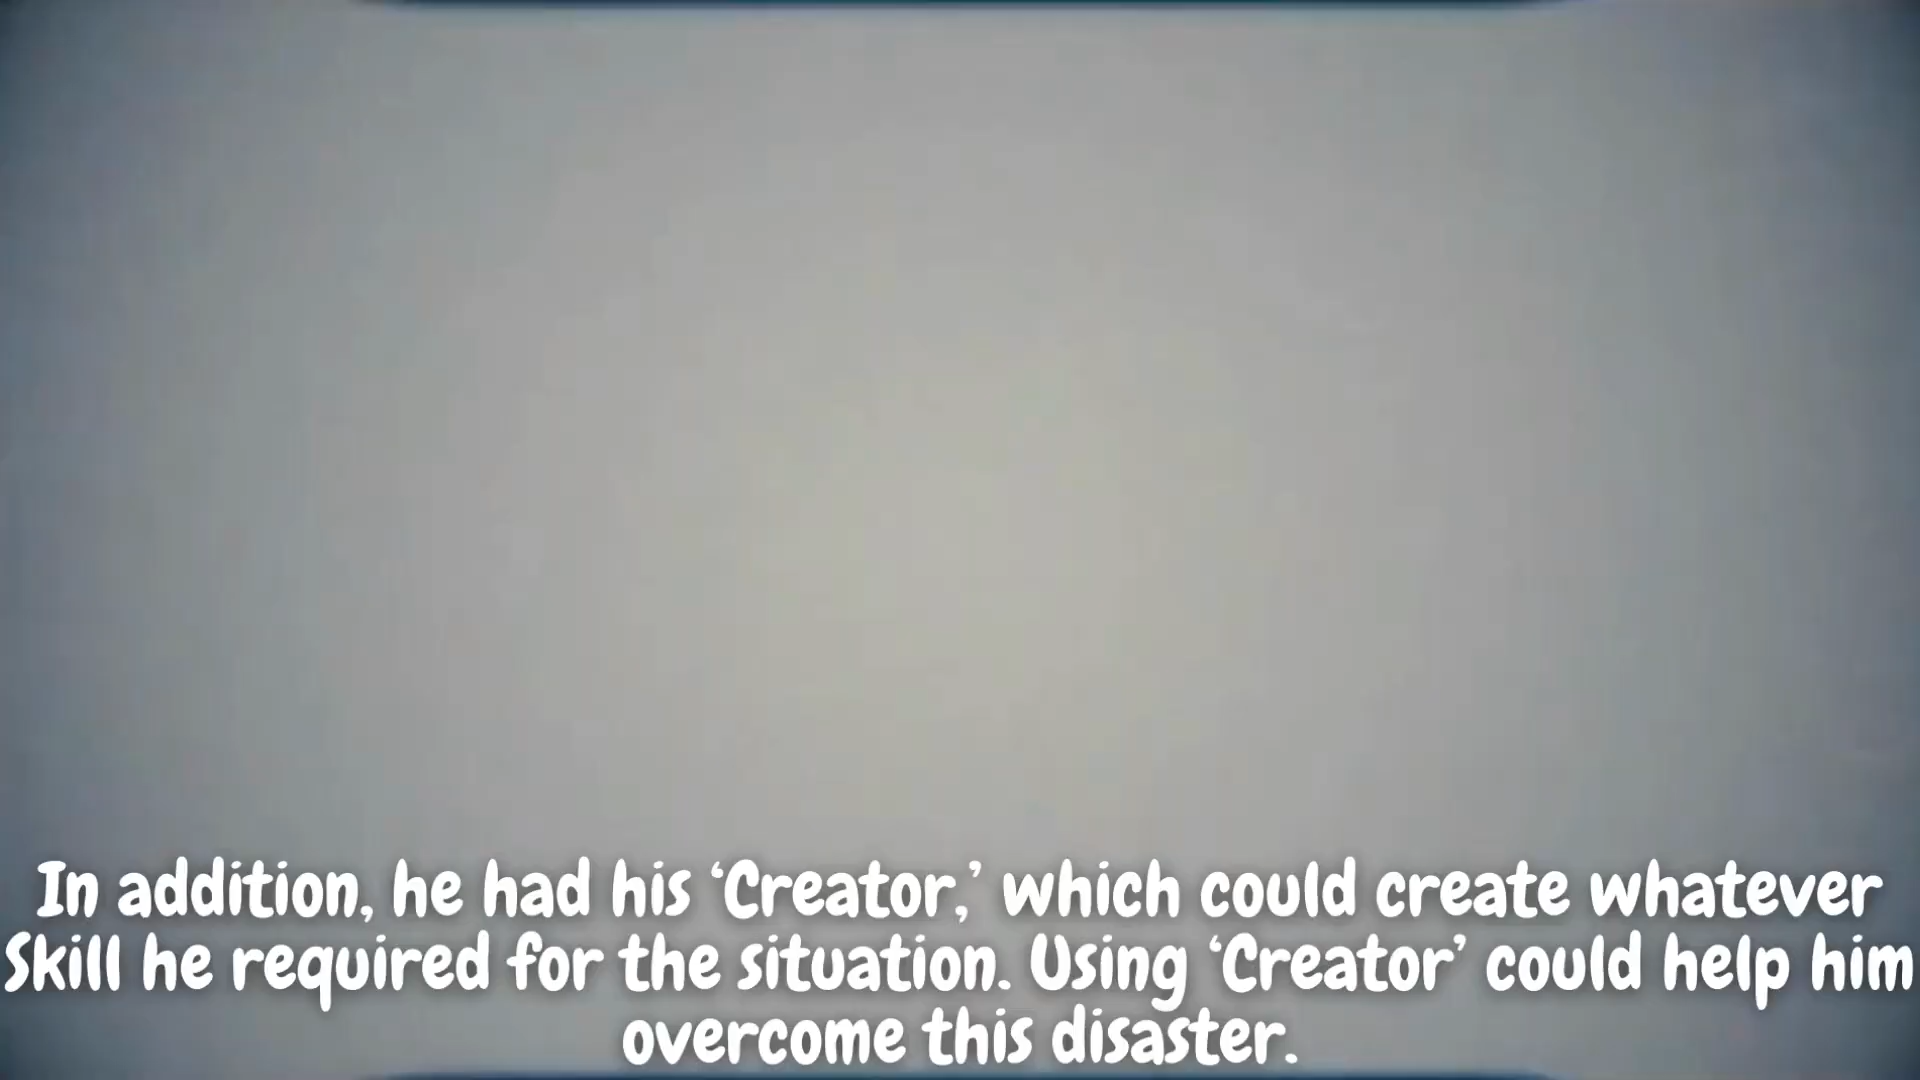 In addition, he had his ‘Creator,’ which could create whatever
Skill he required for the situation. Using ‘Creator’ could help him
overcome this disaster.